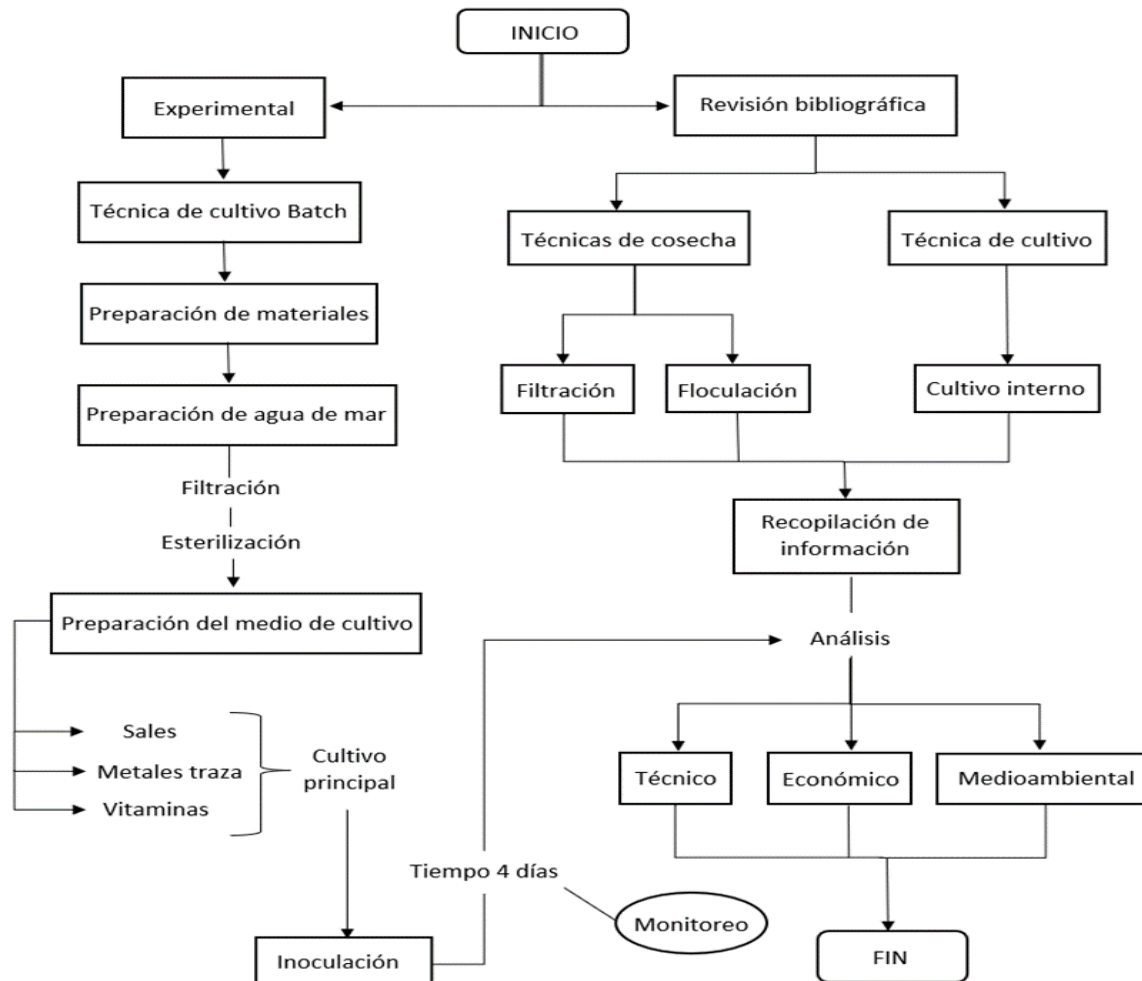 INICIO
Experimental
Revisión bibliográfica
Técnica de cultivo Batch
Técnicas de cosecha
Técnica de cultivo
Preparación de materiales
Filtración
Floculación
Cultivo interno
Preparación de agua de mar
Filtración
Esterilización
Recopilación de
información
Preparación del medio de cultivo
Análisis
Sales
Metales traza
Vitaminas
Cultivo
principal
Técnico
Económico
Medioambiental
Tiempo 4 días
Monitoreo
Inoculación
FIN